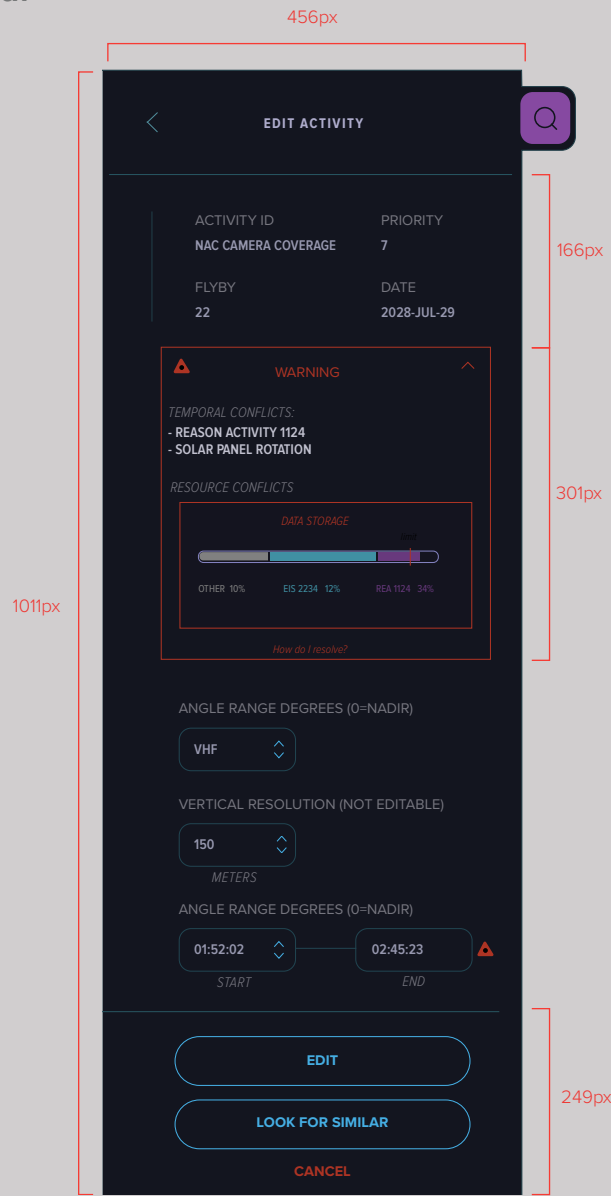 456px
EDIT ACTIVITY
ACTIVITY ID PRIORITY
NAC CAMERA COVERAGE 7
166px
FLYBY DATE
22 2028-JUL-29
WARNING
TEMPORAL CONFLICTS:
- REASON ACTIVITY 1124
- SOLAR PANEL ROTATION
RESOURCE CONFLICTS
301px
DATA STORAGE
OTHER 10% EIS 2234 12% REA 1124 34%
1011px
How do I resolve?
ANGLE RANGE DEGREES (0=NADIR)
VHF
VERTICAL RESOLUTION (NOT EDITABLE)
150
METERS
ANGLE RANGE DEGREES (0=NADIR)
01:52:02 02:45:23
START END
EDIT
249px
LOOK FOR SIMILAR
CANCEL